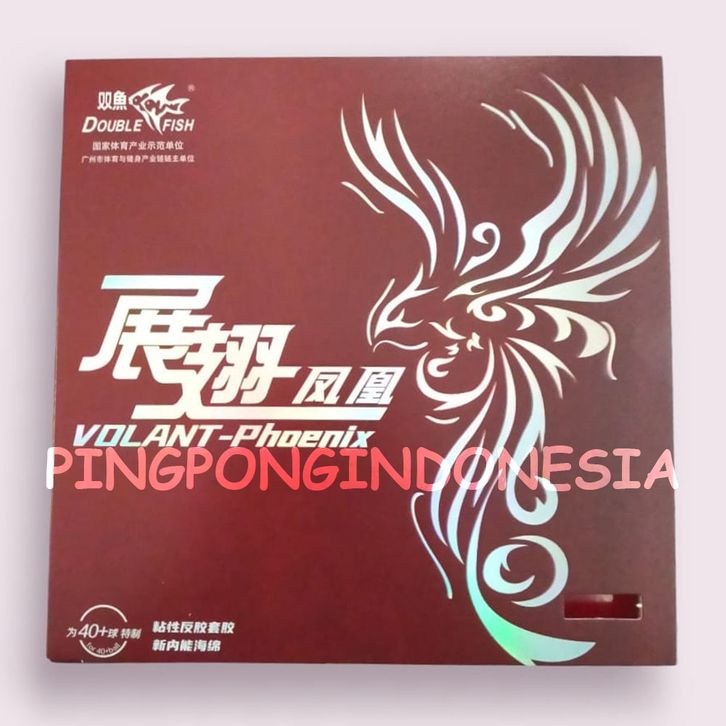 双魚
DOUBLE FISH
®
国家体育产业示范单位
广州市体育与健身产业链链主单位
展翅凤凰
VOLANT-Phoenix
PINGPONGINDONESIA
为40+球 特制
for 40+ball
粘性反胶套胶
新内能海绵